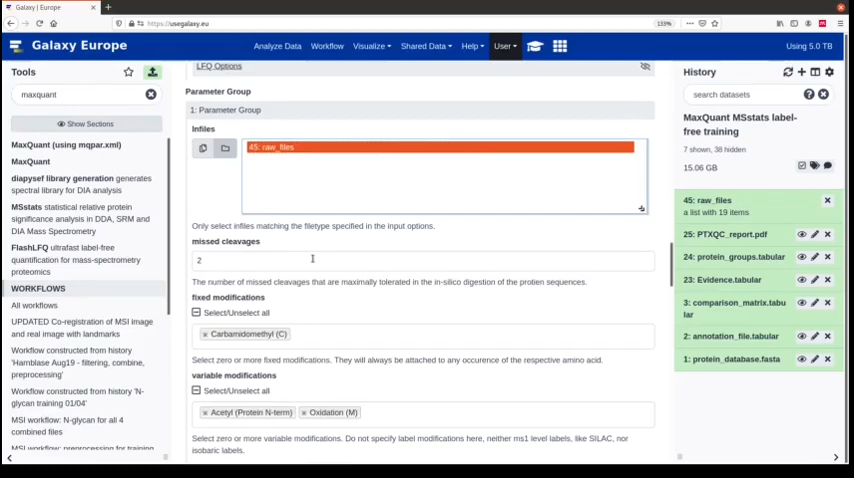 Galaxy | Europe
https://usegalaxy.eu
133%
Galaxy Europe
Analyze Data Workflow Visualize Shared Data Help User Using 5.0 TB
Tools
maxquant
Show Sections
MaxQuant (using mqpar.xml)
MaxQuant
diapysef library generation generates
spectral library for DIA analysis
MSstats statistical relative protein
significance analysis in DDA, SRM and
DIA Mass Spectrometry
FlashLFQ ultrafast label-free
quantification for mass-spectrometry
proteomics
WORKFLOWS
All workflows
UPDATED Co-registration of MSI image
and real image with landmarks
Workflow constructed from history
'Harnblase Aug19 - filtering, combine,
preprocessing'
Workflow constructed from history 'N-
glycan training 01/04'
MSI workflow: N-glycan for all 4
combined files
MSI workflow: preprocessing for training
LFQ Options
Parameter Group
1: Parameter Group
Infiles
45: raw_files
Only select infiles matching the filetype specified in the input options.
missed cleavages
2
The number of missed cleavages that are maximally tolerated in the in-silico digestion of the protien sequences.
fixed modifications
Select/Unselect all
× Carbamidomethyl (C)
Select zero or more fixed modifications. They will always be attached to any occurence of the respective amino acid.
variable modifications
Select/Unselect all
× Acetyl (Protein N-term) × Oxidation (M)
Select zero or more variable modifications. Do not specify label modifications here, neither ms1 level labels, like SILAC, nor
isobaric labels.
History
search datasets
MaxQuant MSstats label-
free training
7 shown, 38 hidden
15.06 GB
45: raw_files
a list with 19 items
25: PTXQC_report.pdf
24: protein_groups.tabular
23: Evidence.tabular
3: comparison_matrix.tabu
lar
2: annotation_file.tabular
1: protein_database.fasta